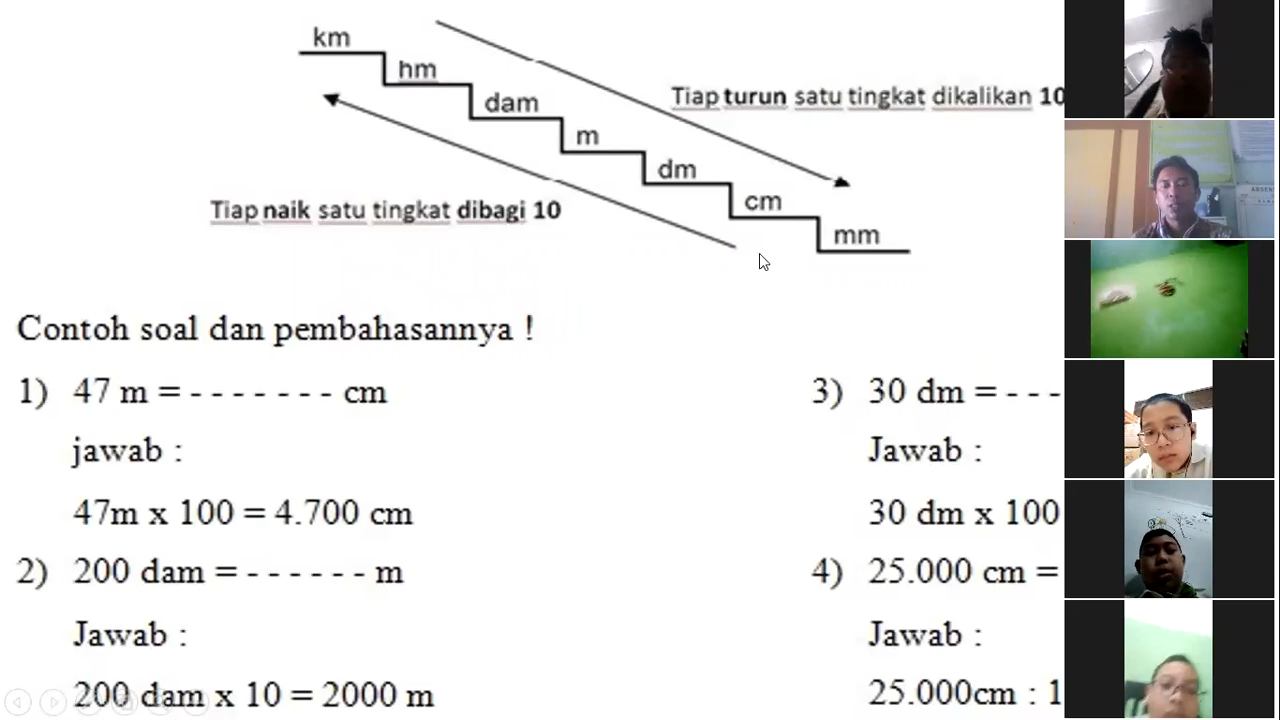 km
hm
dam
m
dm
cm
mm
Tiap turun satu tingkat dikalikan 10
Tiap naik satu tingkat dibagi 10
Contoh soal dan pembahasannya !
1) 47 m = - - - - - - - cm
jawab :
47m x 100 = 4.700 cm
2) 200 dam = - - - - - - m
Jawab :
200 dam x 10 = 2000 m
3) 30 dm = - - -
Jawab :
30 dm x 100
4) 25.000 cm =
Jawab :
25.000cm : 1
ABSEN